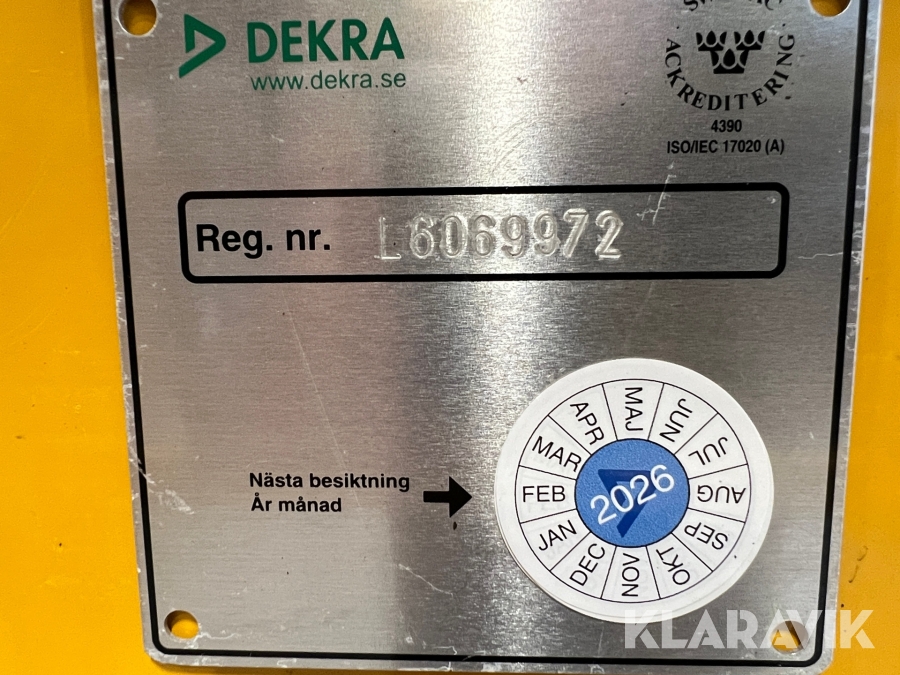 DEKRA
www.dekra.se
ACKREDITERING
4390
ISO/IEC 17020 (A)
Reg. nr. L6069972
Nästa besiktning
År månad
JAN
FEB
MAR
APR
MAJ
JUN
JUL
AUG
SEP
OKT
NOV
DEC
2026
KLARAVIK